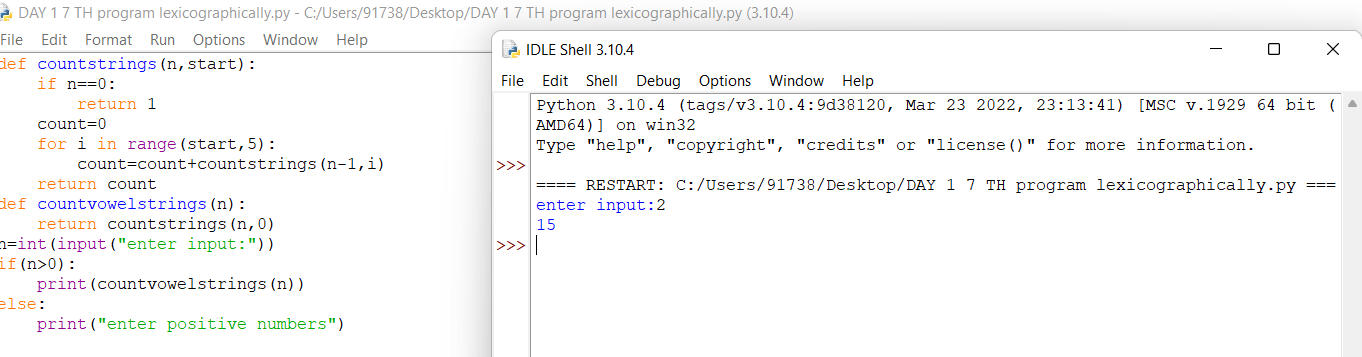 DAY 1 7 TH program lexicographically.py - C:/Users/91738/Desktop/DAY 1 7 TH program lexicographically.py (3.10.4)
File Edit Format Run Options Window Help
def countstrings(n,start):
    if n==0:
        return 1
    count=0
    for i in range(start,5):
        count=count+countstrings(n-1,i)
    return count
def countvowelstrings(n):
    return countstrings(n,0)
n=int(input("enter input:"))
if(n>0):
    print(countvowelstrings(n))
else:
    print("enter positive numbers")
IDLE Shell 3.10.4
File Edit Shell Debug Options Window Help
Python 3.10.4 (tags/v3.10.4:9d38120, Mar 23 2022, 23:13:41) [MSC v.1929 64 bit (
AMD64)] on win32
Type "help", "copyright", "credits" or "license()" for more information.
>>>
==== RESTART: C:/Users/91738/Desktop/DAY 1 7 TH program lexicographically.py ===
enter input:2
15
>>>